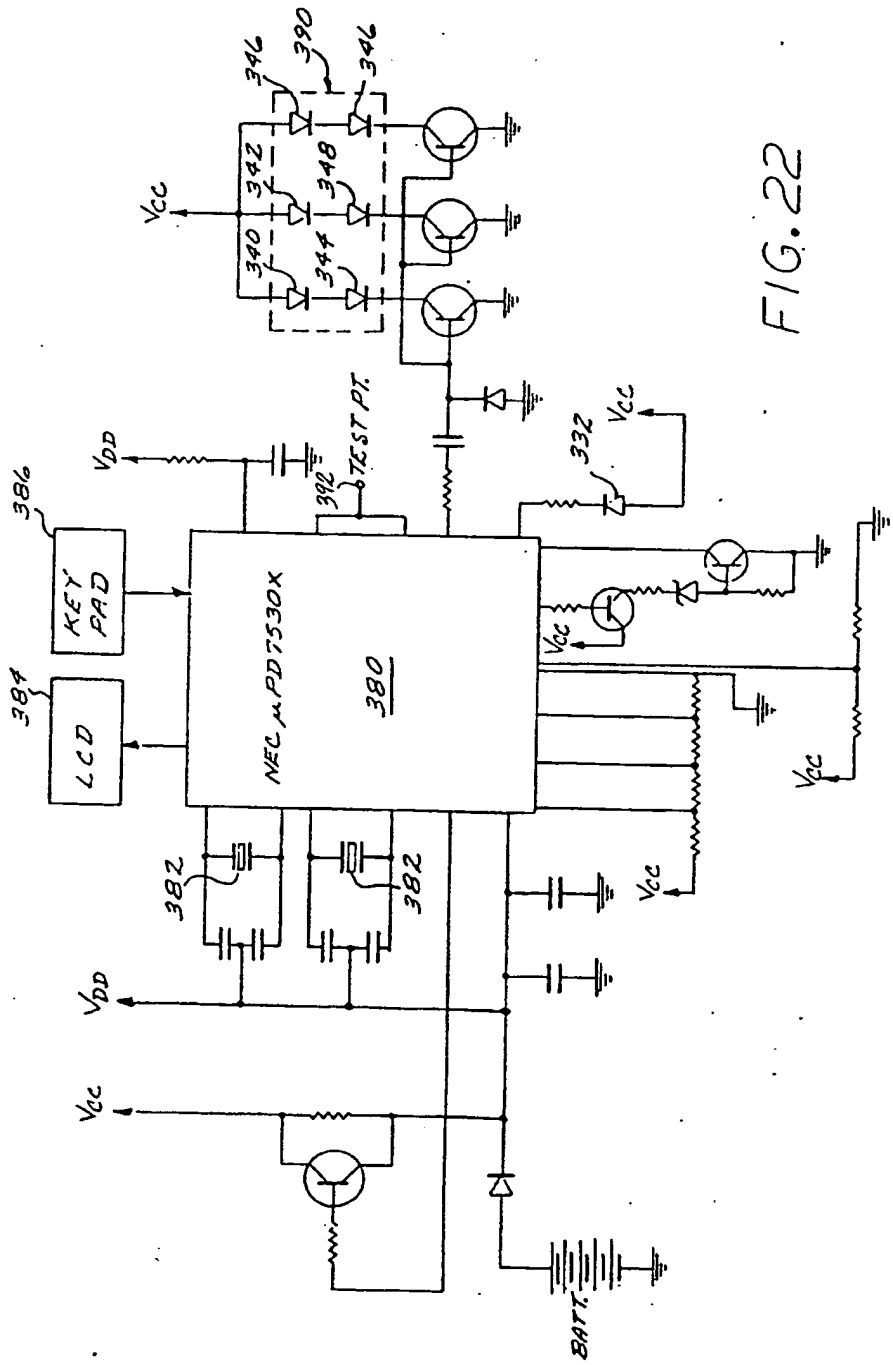 386
384
KEY PAD
LCD
VDD
VCC
VDD
VCC
340
342
346
390
344
348
346
382
382
NEC μPD7530X
380
392
TEST PT.
332
VCC
VCC
VCC
VCC
BATT.
FIG. 22